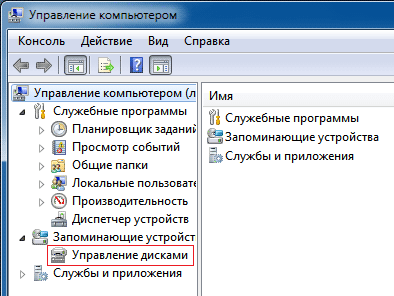 Управление компьютером
Консоль Действие Вид Справка
Управление компьютером (л
Служебные программы
Планировщик заданий
Просмотр событий
Общие папки
Локальные пользовате
Производительность
Диспетчер устройств
Запоминающие устройст
Управление дисками
Службы и приложения
Имя
Служебные программы
Запоминающие устройства
Службы и приложения